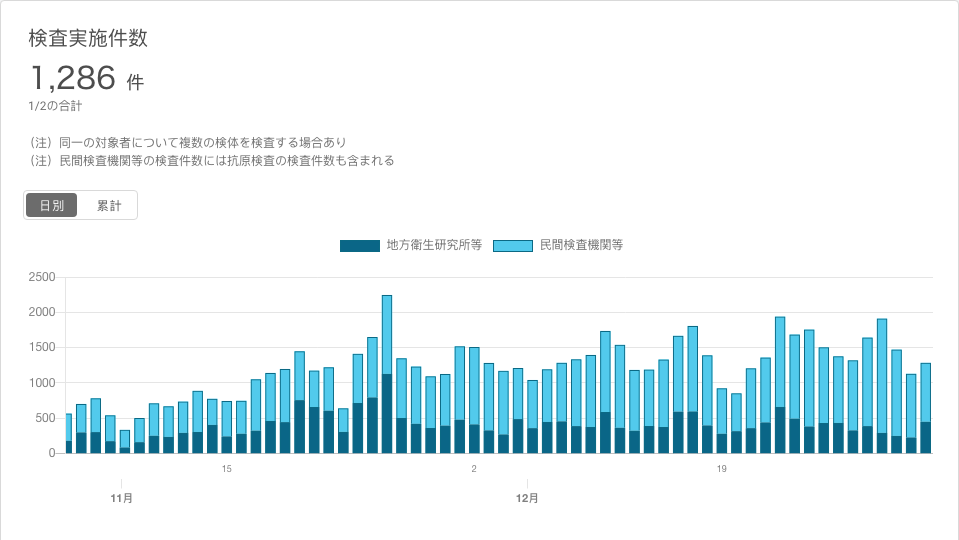 検査実施件数
1,286 件
1/2の合計
（注）同一の対象者について複数の検体を検査する場合あり
（注）民間検査機関等の検査件数には抗原検査の検査件数も含まれる
日別 累計
地方衛生研究所等 民間検査機関等
2500
2000
1500
1000
500
0
15 2 19
11月 12月